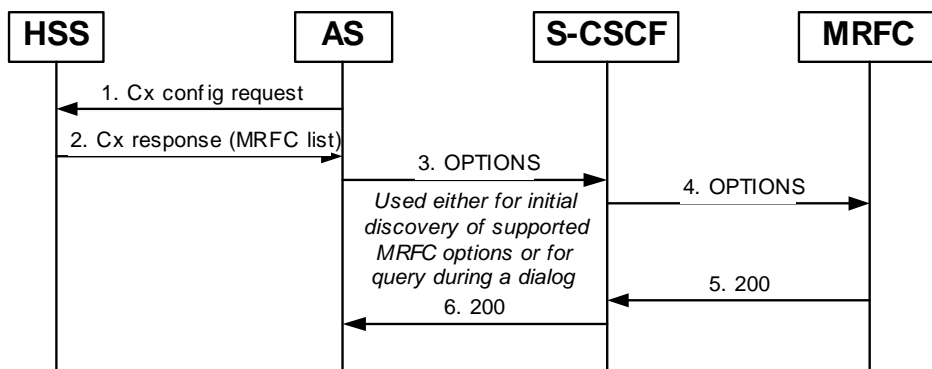 HSS
AS
S-CSCF
MRFC
1. Cx config request
2. Cx response (MRFC list)
3. OPTIONS
4. OPTIONS
Used either for initial
discovery of supported
MRFC options or for
query during a dialog
5. 200
6. 200